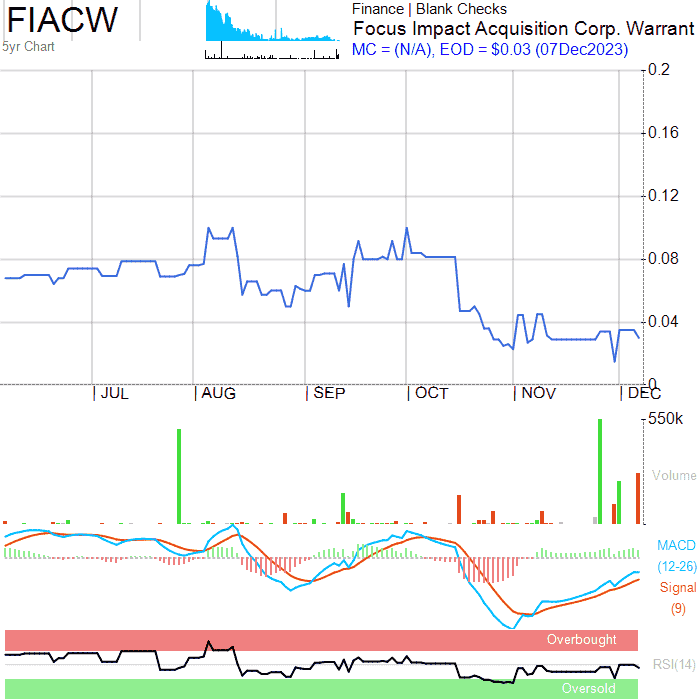 FIACW
5yr Chart
Finance | Blank Checks
Focus Impact Acquisition Corp. Warrant
MC = (N/A), EOD = $0.03 (07Dec2023)
0.2
0.16
0.12
0.08
0.04
0
JUL AUG SEP OCT NOV DEC
550k
Volume
MACD
(12-26)
Signal
(9)
Overbought
RSI(14)
Oversold